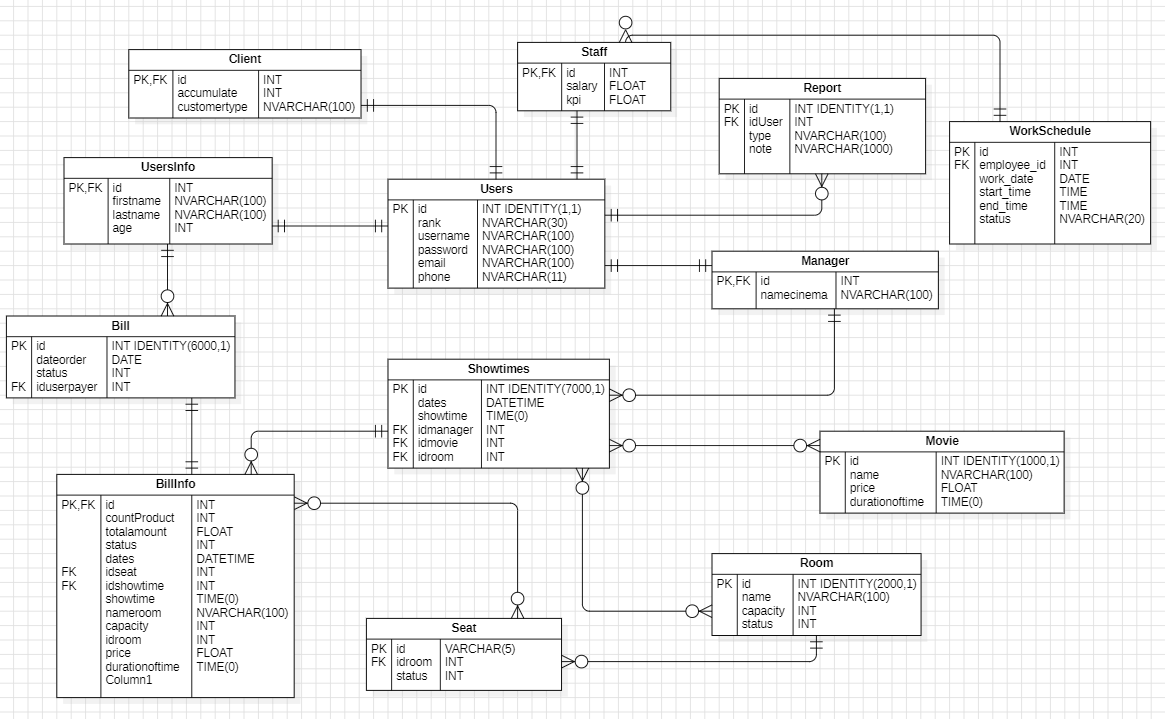 Client
PK,FK id INT
accumulate INT
customertype NVARCHAR(100)
Staff
PK,FK id INT
salary FLOAT
kpi FLOAT
Report
PK id INT IDENTITY(1,1)
FK idUser INT
type NVARCHAR(100)
note NVARCHAR(1000)
WorkSchedule
PK id INT
FK employee_id INT
work_date DATE
start_time TIME
end_time TIME
status NVARCHAR(20)
UsersInfo
PK,FK id INT
firstname NVARCHAR(100)
lastname NVARCHAR(100)
age INT
Users
PK id INT IDENTITY(1,1)
rank NVARCHAR(30)
username NVARCHAR(100)
password NVARCHAR(100)
email NVARCHAR(100)
phone NVARCHAR(11)
Manager
PK,FK id INT
namecinema NVARCHAR(100)
Bill
PK id INT IDENTITY(6000,1)
dateorder DATE
status INT
FK iduserpayer INT
Showtimes
PK id INT IDENTITY(7000,1)
dates DATETIME
showtime TIME(0)
FK idmanager INT
FK idmovie INT
FK idroom INT
Movie
PK id INT IDENTITY(1000,1)
name NVARCHAR(100)
price FLOAT
durationoftime TIME(0)
BillInfo
PK,FK id INT
countProduct INT
totalamount FLOAT
status INT
dates DATETIME
FK idseat INT
FK idshowtime INT
showtime TIME(0)
nameroom NVARCHAR(100)
capacity INT
idroom INT
price FLOAT
durationoftime TIME(0)
Column1
Room
PK id INT IDENTITY(2000,1)
name NVARCHAR(100)
capacity INT
status INT
Seat
PK id VARCHAR(5)
FK idroom INT
status INT